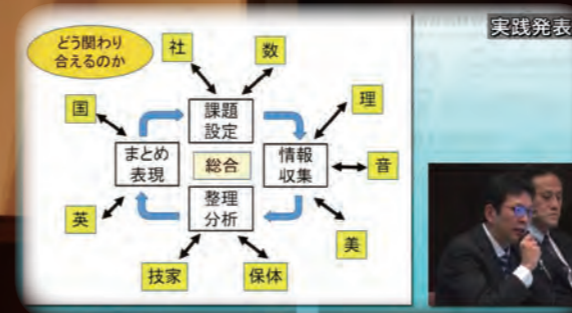 実践発表
どう関わり
合えるのか
社
数
国
課題
設定
理
まとめ
表現
総合
情報
収集
音
整理
分析
英
美
技家
保体